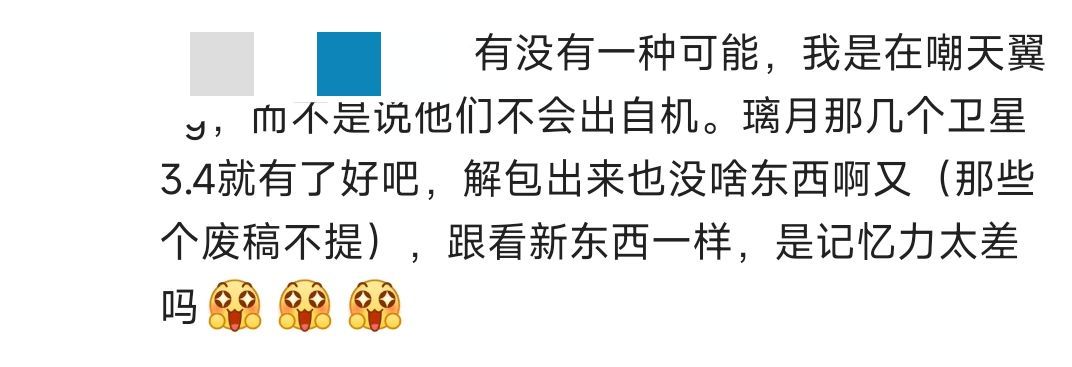 有没有一种可能，我是在嘲天翼
g，而不是说他们不会出自机。璃月那几个卫星
3.4就有了好吧，解包出来也没啥东西啊又（那些
个废稿不提），跟看新东西一样，是记忆力太差
吗